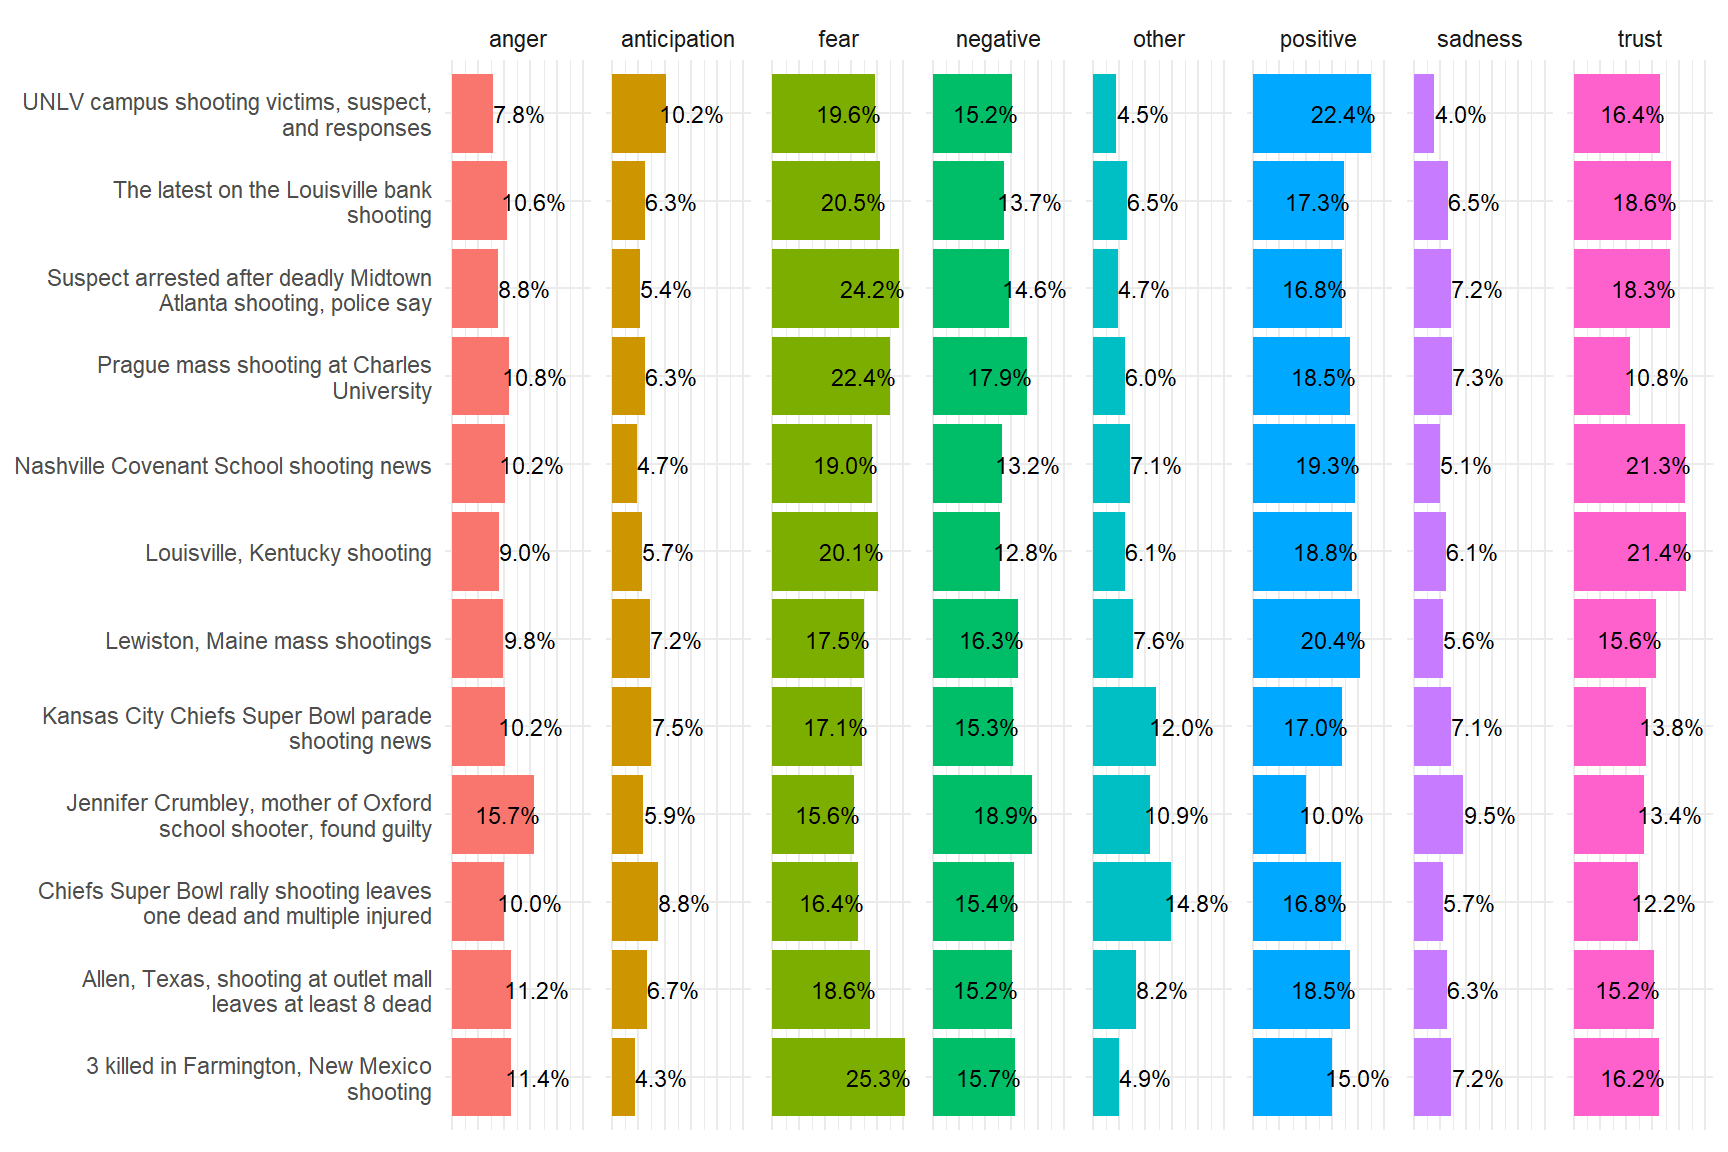 anger anticipation fear negative other positive sadness trust
UNLV campus shooting victims, suspect,
and responses
7.8% 10.2% 19.6% 15.2% 4.5% 22.4% 4.0% 16.4%
The latest on the Louisville bank
shooting
10.6% 6.3% 20.5% 13.7% 6.5% 17.3% 6.5% 18.6%
Suspect arrested after deadly Midtown
Atlanta shooting, police say
8.8% 5.4% 24.2% 14.6% 4.7% 16.8% 7.2% 18.3%
Prague mass shooting at Charles
University
10.8% 6.3% 22.4% 17.9% 6.0% 18.5% 7.3% 10.8%
Nashville Covenant School shooting news
10.2% 4.7% 19.0% 13.2% 7.1% 19.3% 5.1% 21.3%
Louisville, Kentucky shooting
9.0% 5.7% 20.1% 12.8% 6.1% 18.8% 6.1% 21.4%
Lewiston, Maine mass shootings
9.8% 7.2% 17.5% 16.3% 7.6% 20.4% 5.6% 15.6%
Kansas City Chiefs Super Bowl parade
shooting news
10.2% 7.5% 17.1% 15.3% 12.0% 17.0% 7.1% 13.8%
Jennifer Crumbley, mother of Oxford
school shooter, found guilty
15.7% 5.9% 15.6% 18.9% 10.9% 10.0% 9.5% 13.4%
Chiefs Super Bowl rally shooting leaves
one dead and multiple injured
10.0% 8.8% 16.4% 15.4% 14.8% 16.8% 5.7% 12.2%
Allen, Texas, shooting at outlet mall
leaves at least 8 dead
11.2% 6.7% 18.6% 15.2% 8.2% 18.5% 6.3% 15.2%
3 killed in Farmington, New Mexico
shooting
11.4% 4.3% 25.3% 15.7% 4.9% 15.0% 7.2% 16.2%